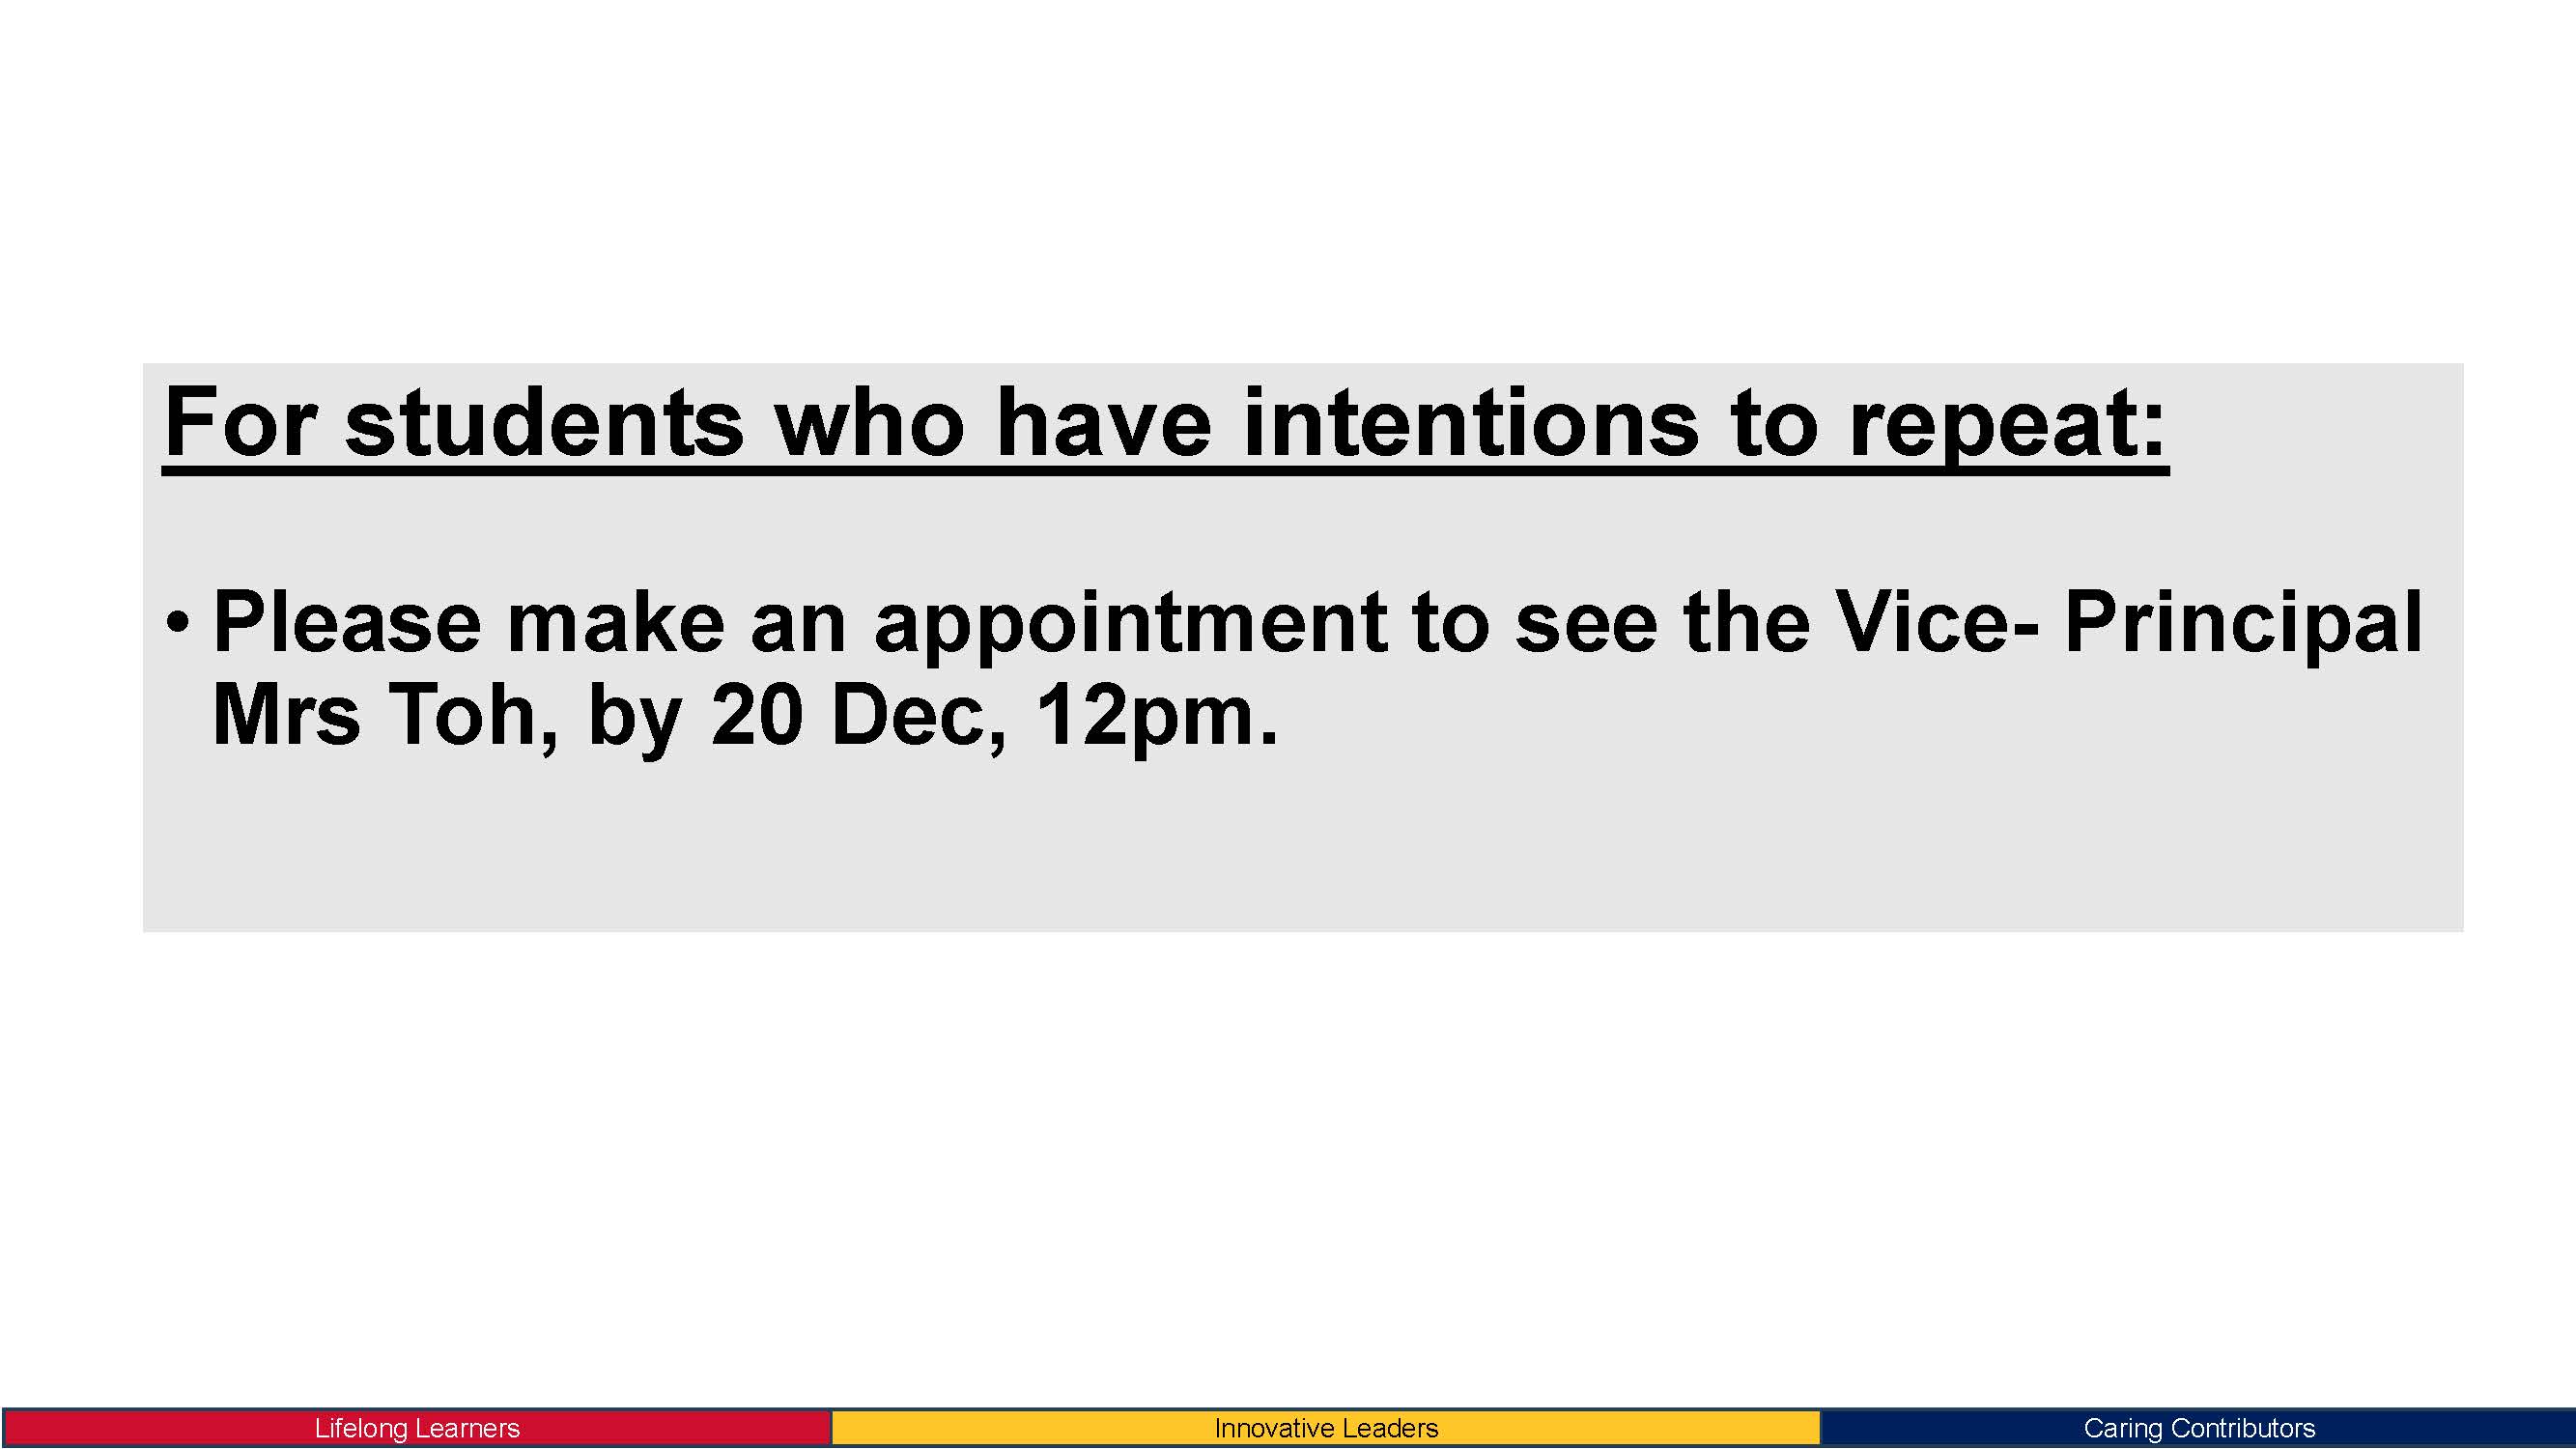 For students who have intentions to repeat:
• Please make an appointment to see the Vice- Principal
Mrs Toh, by 20 Dec, 12pm.
Lifelong Learners
Innovative Leaders
Caring Contributors